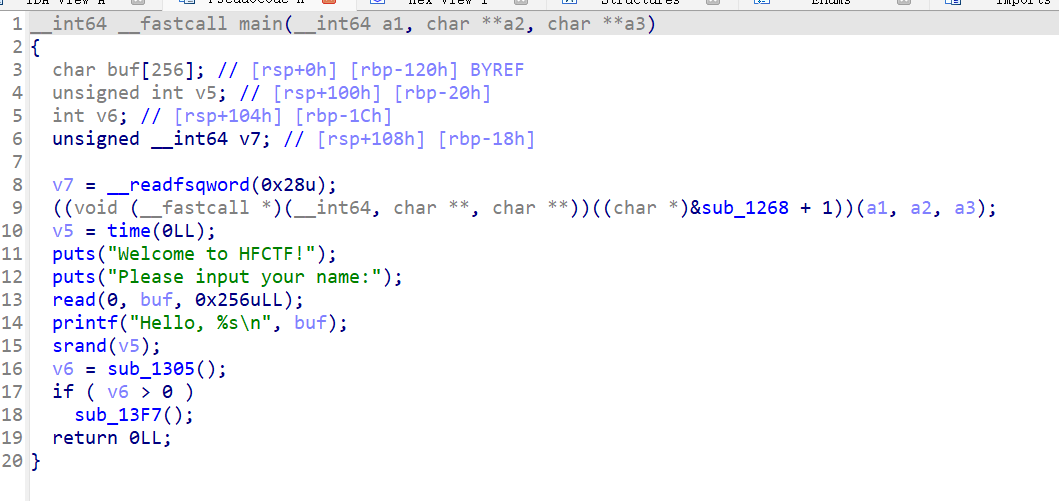 IDA View-A Pseudocode-A Hex View-1 Structures Enums Imports
1 __int64 __fastcall main(__int64 a1, char **a2, char **a3)
2 {
3 char buf[256]; // [rsp+0h] [rbp-120h] BYREF
4 unsigned int v5; // [rsp+100h] [rbp-20h]
5 int v6; // [rsp+104h] [rbp-1Ch]
6 unsigned __int64 v7; // [rsp+108h] [rbp-18h]
7
8 v7 = __readfsqword(0x28u);
9 ((void (__fastcall *)(__int64, char **, char **))((char *)&sub_1268 + 1))(a1, a2, a3);
10 v5 = time(0LL);
11 puts("Welcome to HFCTF!");
12 puts("Please input your name:");
13 read(0, buf, 0x256uLL);
14 printf("Hello, %s\n", buf);
15 srand(v5);
16 v6 = sub_1305();
17 if ( v6 > 0 )
18 sub_13F7();
19 return 0LL;
20 }